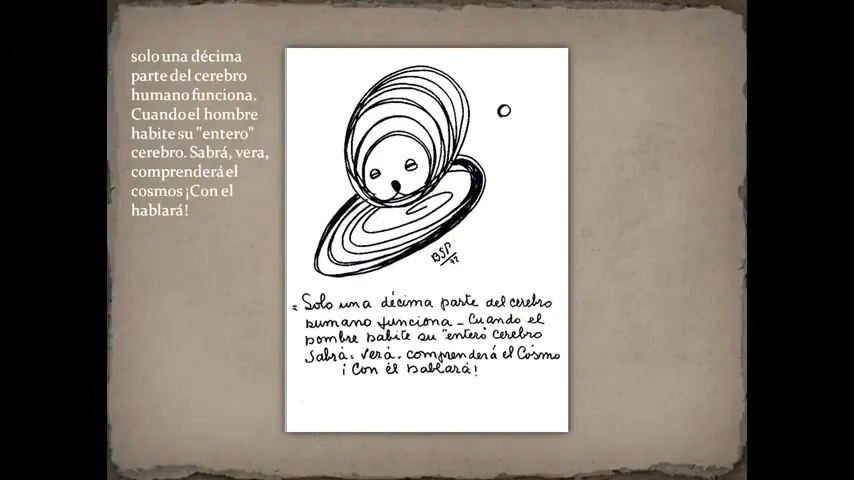 solo una décima
parte del cerebro
humano funciona.
Cuando el hombre
habite su "entero"
cerebro. Sabrá, vera,
comprenderá el
cosmos ¡Con el
hablará!
BSP
72
= Solo una décima parte del cerebro
humano funciona - Cuando el
hombre habite su "entero" cerebro
Sabrá = Verá. comprenderá el Cósmo
¡Con él hablará!